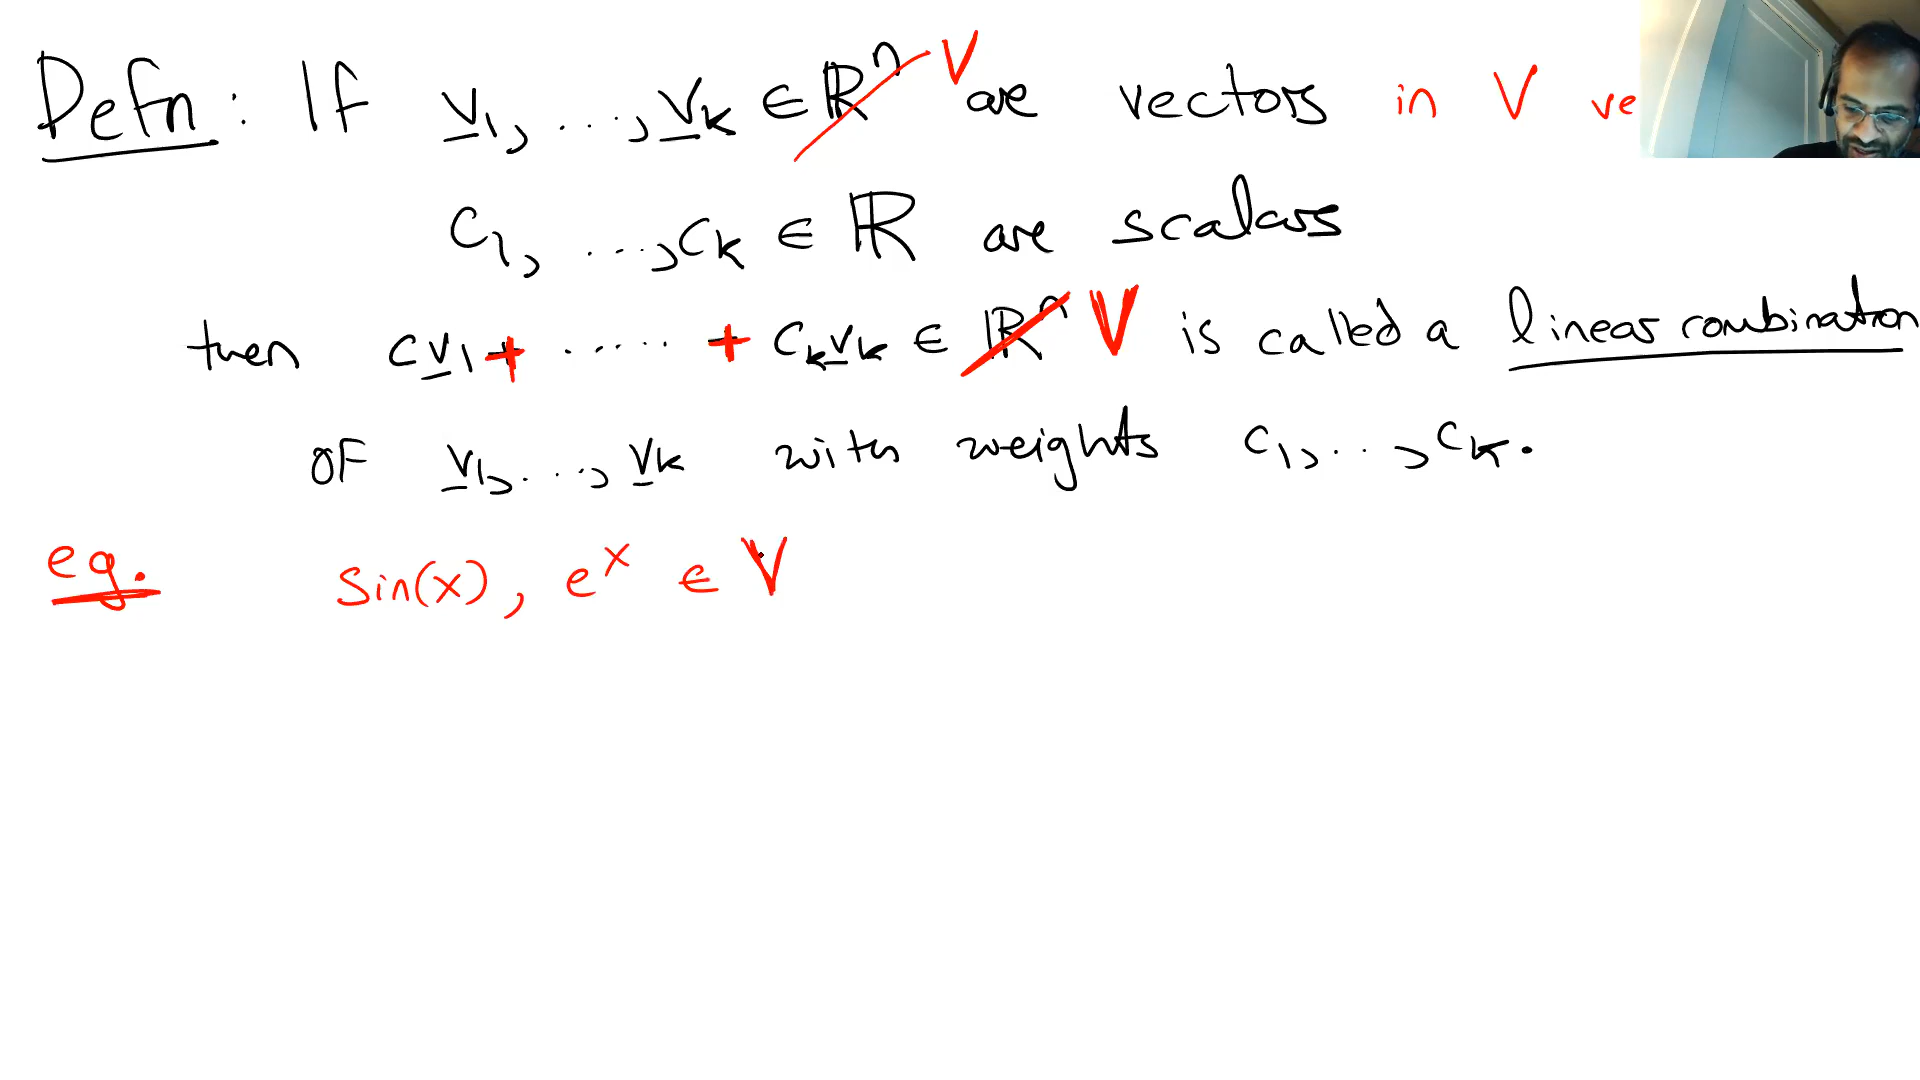 Defn: If v1, ..., vk ∈ ℝⁿ V are vectors in V ve
c1, ..., ck ∈ ℝ are scalars
then cv1 + ..... + ckvk ∈ ℝⁿ V is called a linear combination
of v1, ..., vk with weights c1, ..., ck.
eg. Sin(x), eˣ ∈ V